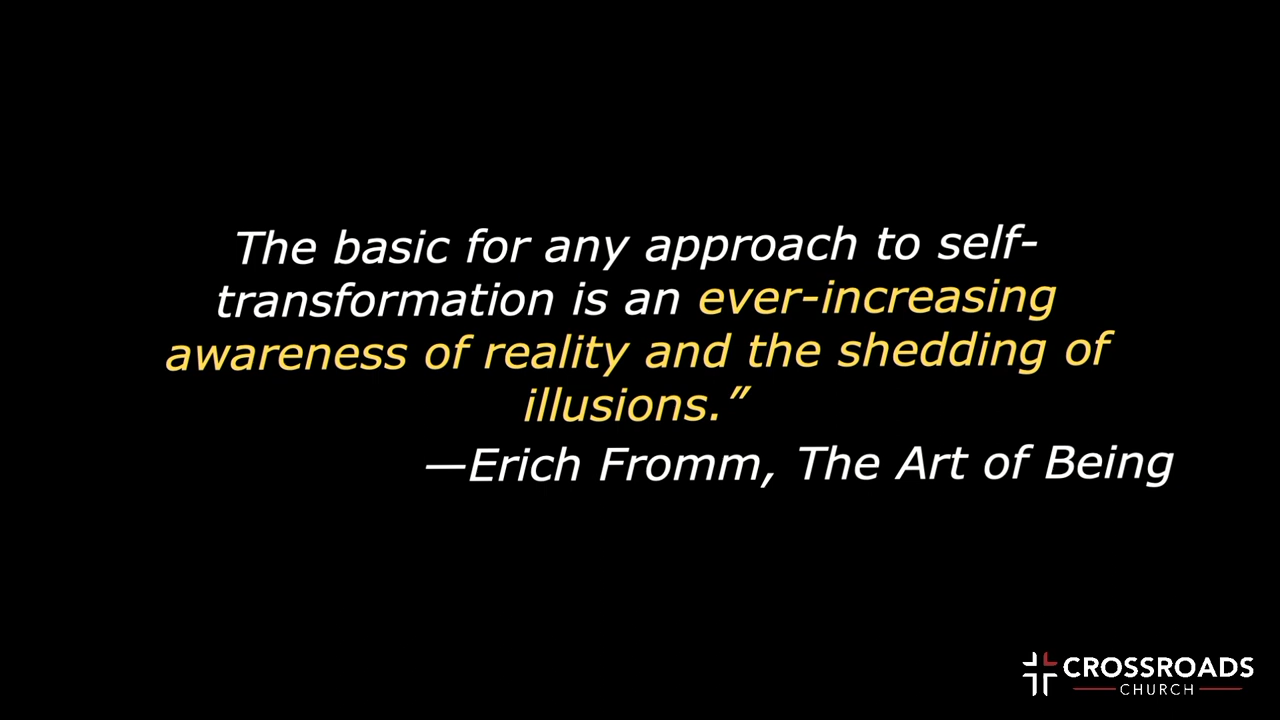 The basic for any approach to self-
transformation is an ever-increasing
awareness of reality and the shedding of
illusions.”
—Erich Fromm, The Art of Being
CROSSROADS
CHURCH